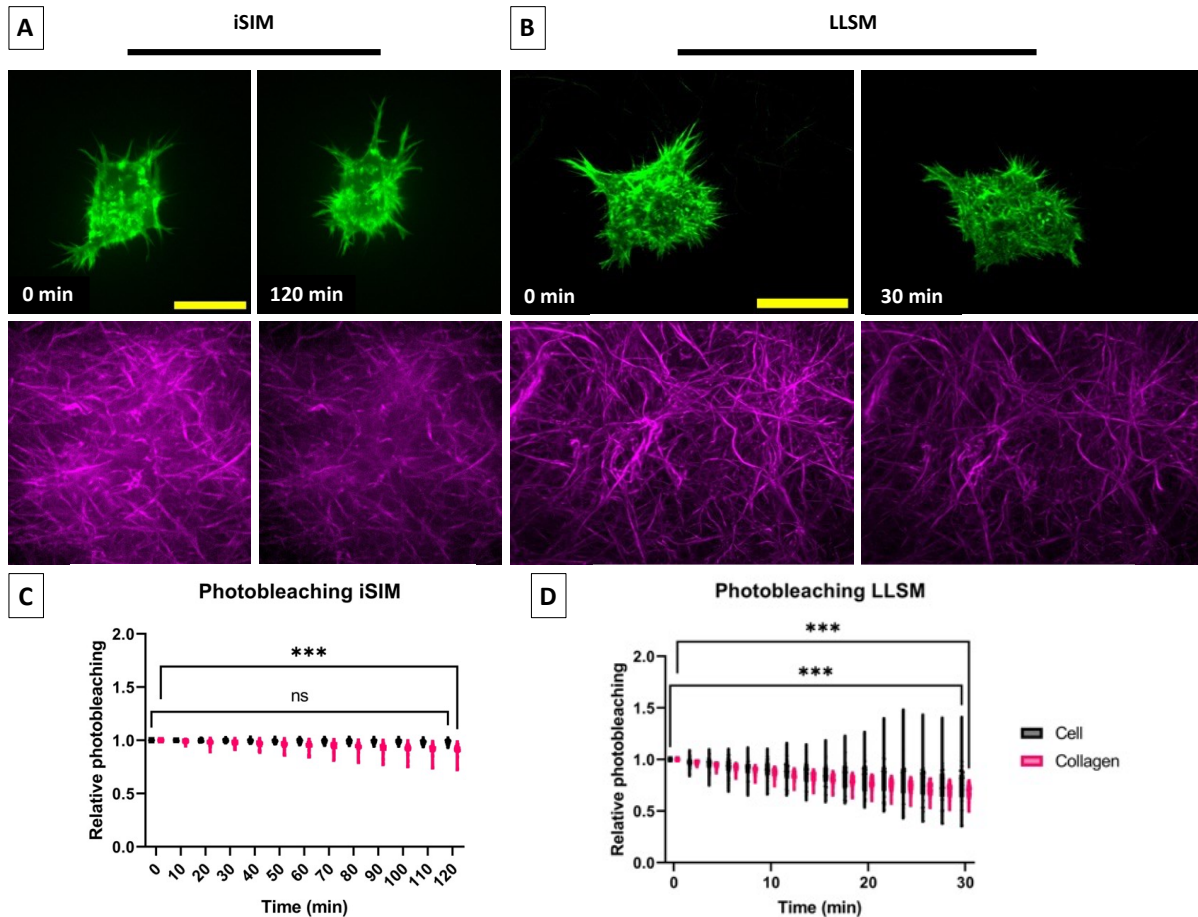 A
iSIM
B
LLSM
0 min
120 min
0 min
30 min
C
Photobleaching iSIM
Relative photobleaching
2.0
1.5
1.0
0.5
0.0
***
ns
0 10 20 30 40 50 60 70 80 90 100 110 120
Time (min)
D
Photobleaching LLSM
Relative photobleaching
2.0
1.5
1.0
0.5
0.0
***
***
0 10 20 30
Time (min)
Cell
Collagen